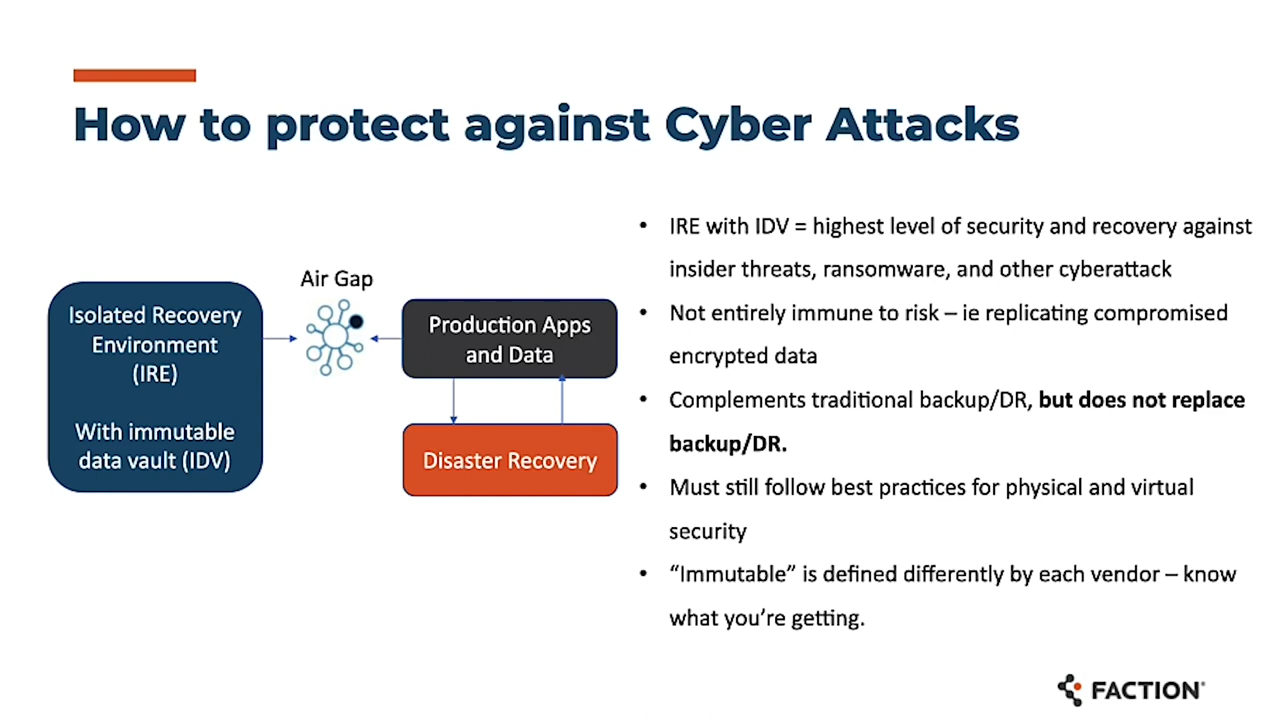 How to protect against Cyber Attacks
Air Gap
Isolated Recovery
Environment
(IRE)
With immutable
data vault (IDV)
Production Apps
and Data
Disaster Recovery
• IRE with IDV = highest level of security and recovery against
insider threats, ransomware, and other cyberattack
• Not entirely immune to risk – ie replicating compromised
encrypted data
• Complements traditional backup/DR, but does not replace
backup/DR.
• Must still follow best practices for physical and virtual
security
• “Immutable” is defined differently by each vendor – know
what you’re getting.
FACTION®